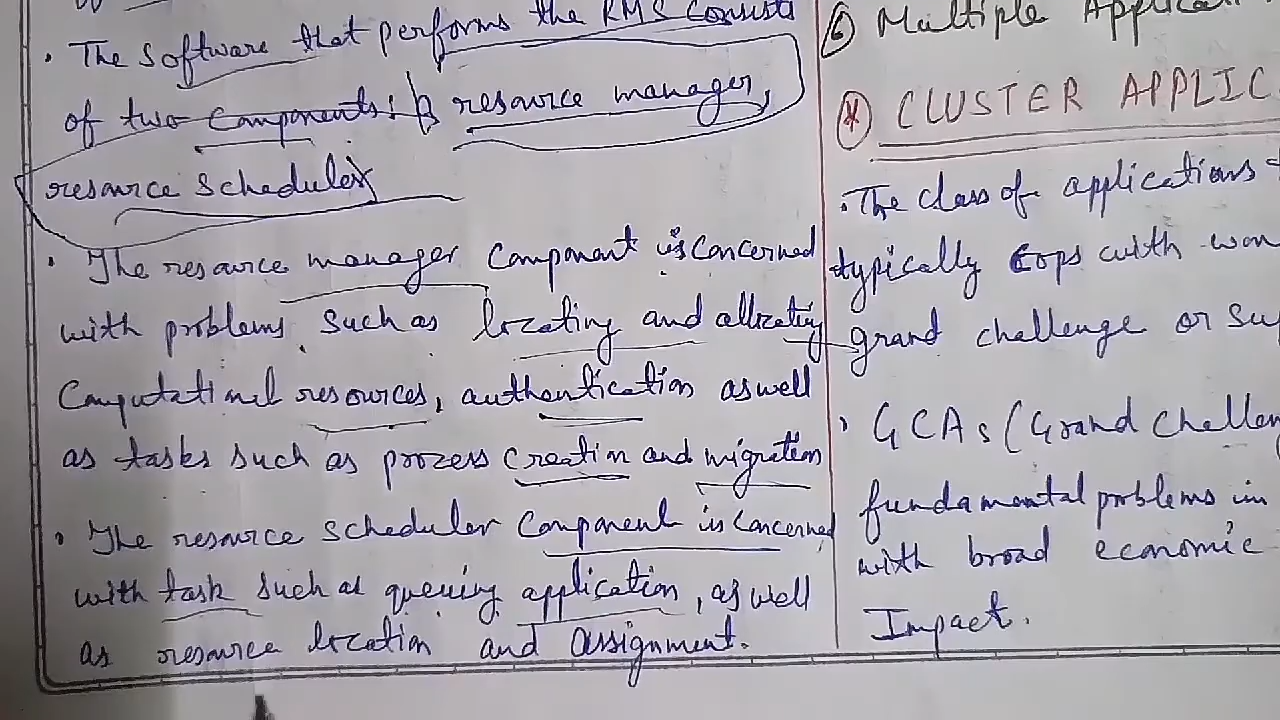 . The Software that performs the RMS Consists
of two Components: resource manager,
resource scheduler
. The resource manager Component is concerned
with problems such as locating and allocating
Computational resources, authentication as well
as tasks such as process creation and migration
. The resource scheduler component is concerned
with task such as queuing application, as well
as resource location and assignment.
⑥ Multiple Applicat
* CLUSTER APPLIC
. The class of applications
typically cops with
grand challenge or Su
. GCAs (Grand Challen
fundamental problems in
with broad economic
Impact.